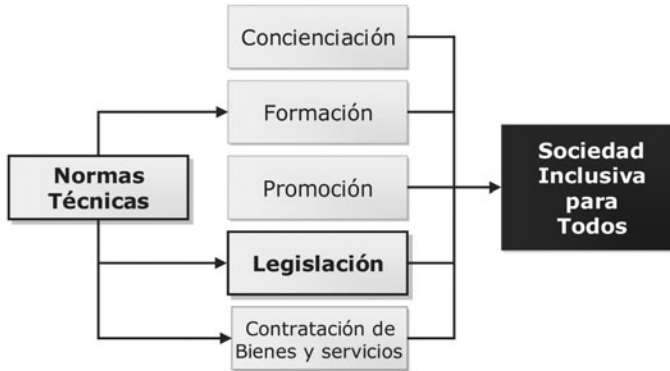 Concienciación
Formación
Normas
Técnicas
Promoción
Sociedad
Inclusiva
para
Todos
Legislación
Contratación de
Bienes y servicios